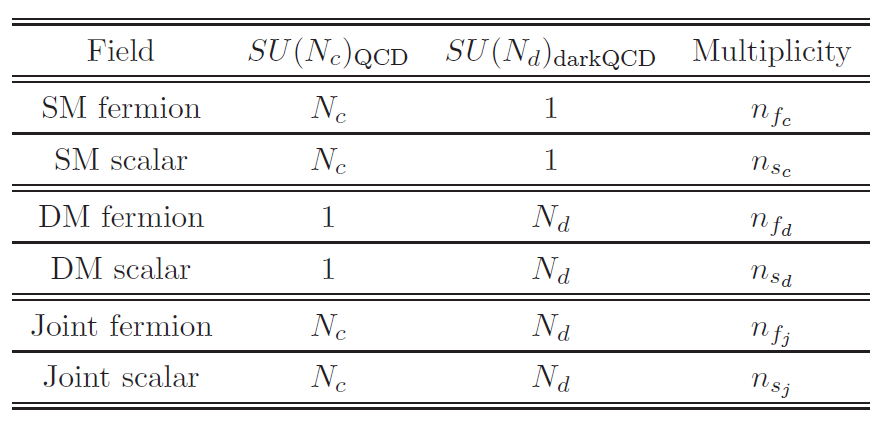 Field $SU(N_c)_{\text{QCD}}$ $SU(N_d)_{\text{darkQCD}}$ Multiplicity
SM fermion $N_c$ 1 $n_{f_c}$
SM scalar $N_c$ 1 $n_{s_c}$
DM fermion 1 $N_d$ $n_{f_d}$
DM scalar 1 $N_d$ $n_{s_d}$
Joint fermion $N_c$ $N_d$ $n_{f_j}$
Joint scalar $N_c$ $N_d$ $n_{s_j}$